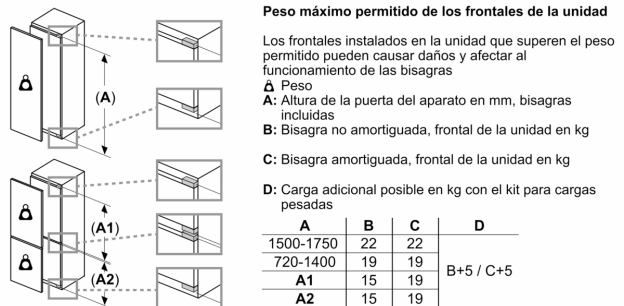 Peso máximo permitido de los frontales de la unidad
Los frontales instalados en la unidad que superen el peso
permitido pueden causar daños y afectar al
funcionamiento de las bisagras
Peso
A: Altura de la puerta del aparato en mm, bisagras
incluidas
B: Bisagra no amortiguada, frontal de la unidad en kg
C: Bisagra amortiguada, frontal de la unidad en kg
D: Carga adicional posible en kg con el kit para cargas
pesadas
A B C D
1500-1750 22 22
720-1400 19 19
B+5 / C+5
A1 15 19
A2 15 19
(A)
(A1)
(A2)